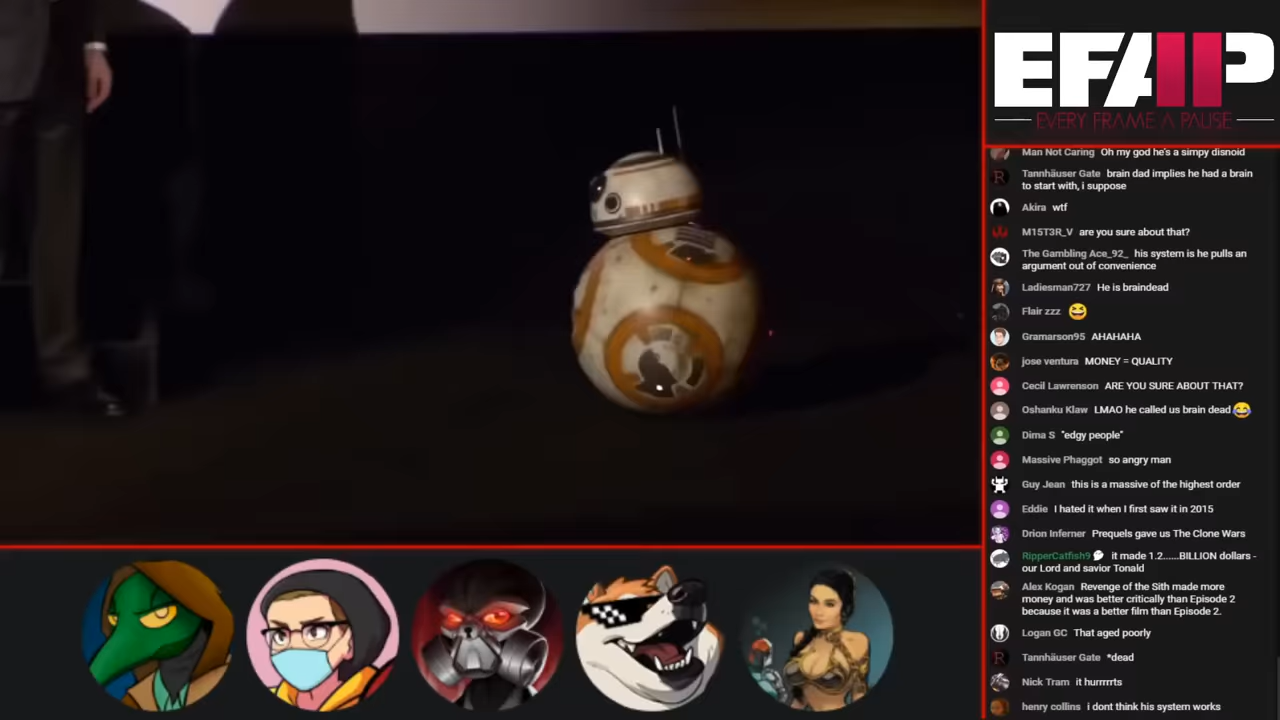 EFAP
EVERY FRAME A PAUSE
Man Not Caring Oh my god he's a simpy disnoid
Tannhäuser Gate brain dad implies he had a brain
to start with, i suppose
Akira wtf
M15T3R_V are you sure about that?
The Gambling Ace_92_ his system is he pulls an
argument out of convenience
Ladiesman727 He is braindead
Flair zzz
Gramarson95 AHAHAHA
jose ventura MONEY = QUALITY
Cecil Lawrenson ARE YOU SURE ABOUT THAT?
Oshanku Klaw LMAO he called us brain dead
Dima S "edgy people"
Massive Phaggot so angry man
Guy Jean this is a massive of the highest order
Eddie I hated it when I first saw it in 2015
Drion Inferner Prequels gave us The Clone Wars
RipperCatfish9 it made 1.2......BILLION dollars -
our Lord and savior Tonald
Alex Kogan Revenge of the Sith made more
money and was better critically than Episode 2
because it was a better film than Episode 2.
Logan GC That aged poorly
Tannhäuser Gate *dead
Nick Tram it hurrrrrts
henry collins i dont think his system works